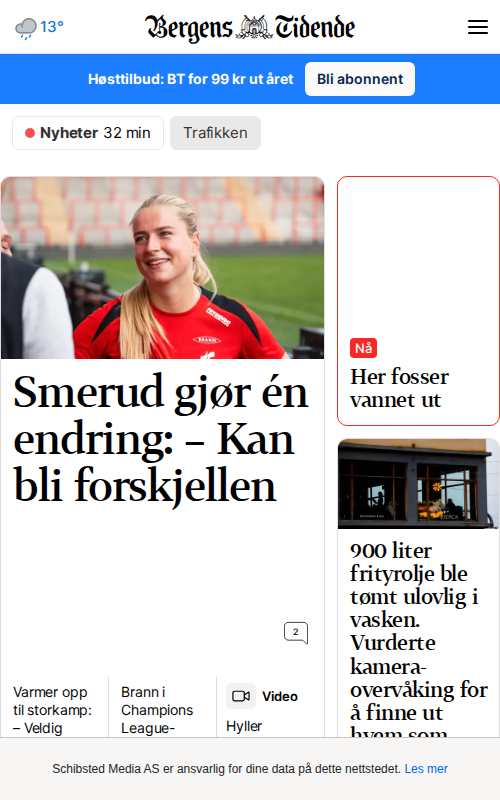 13°
Bergens Tidende
Høsttilbud: BT for 99 kr ut året
Bli abonnent
Nyheter 32 min
Trafikken
Smerud gjør én
endring: – Kan
bli forskjellen
2
Varmer opp
til storkamp:
– Veldig
Brann i
Champions
League-
Video
Hyller
Nå
Her fosser
vannet ut
900 liter
frityrolje ble
tømt ulovlig i
vasken.
Vurderte
kamera-
overvåking for
å finne ut
hvem som
Schibsted Media AS er ansvarlig for dine data på dette nettstedet. Les mer